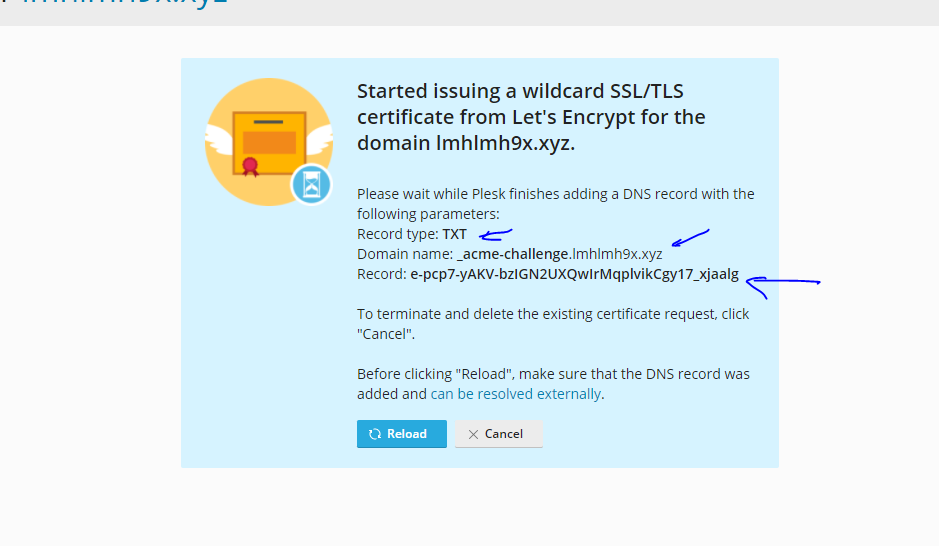 Started issuing a wildcard SSL/TLS
certificate from Let's Encrypt for the
domain lmhlmh9x.xyz.
Please wait while Plesk finishes adding a DNS record with the
following parameters:
Record type: TXT
Domain name: _acme-challenge.lmhlmh9x.xyz
Record: e-pcp7-yAKV-bzIGN2UXQwIrMqplvikCgy17_xjaalg
To terminate and delete the existing certificate request, click
"Cancel".
Before clicking "Reload", make sure that the DNS record was
added and can be resolved externally.
Reload
Cancel